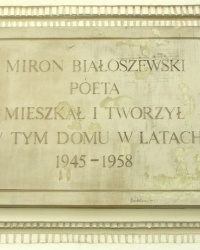 MIRON BIAŁOSZEWSKI
POETA
MIESZKAŁ I TWORZYŁ
W TYM DOMU W LATACH
1945-1958